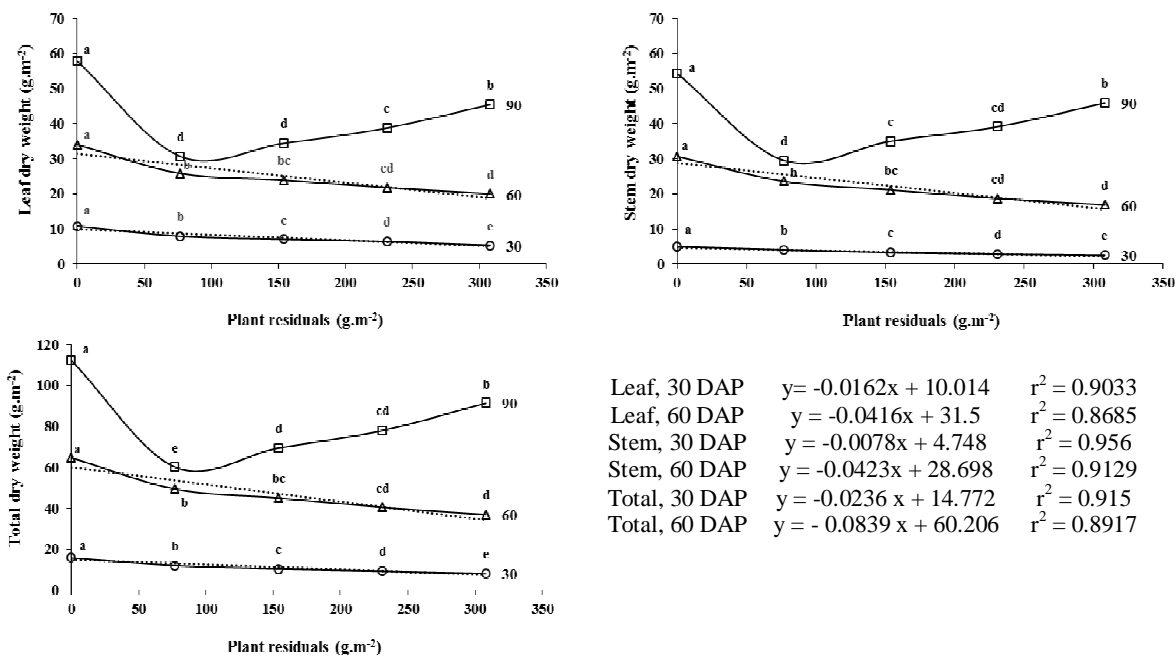 70
60
50
40
30
20
10
0
Leaf dry weight (g.m-2)
a
d
d
c
b
90
a
b
bc
cd
d
60
a
b
c
d
e
30
0 50 100 150 200 250 300 350
Plant residuals (g.m-2)
70
60
50
40
30
20
10
0
Stem dry weight (g.m-2)
a
d
c
cd
b
90
a
h
bc
cd
d
60
a
b
c
d
e
30
0 50 100 150 200 250 300 350
Plant residuals (g.m-2)
120
100
80
60
40
20
0
Total dry weight (g.m-2)
a
e
d
cd
b
90
a
b
bc
cd
d
60
a
b
c
d
e
30
0 50 100 150 200 250 300 350
Plant residuals (g.m-2)
Leaf, 30 DAP y= -0.0162x + 10.014 r2 = 0.9033
Leaf, 60 DAP y = -0.0416x + 31.5 r2 = 0.8685
Stem, 30 DAP y = -0.0078x + 4.748 r2 = 0.956
Stem, 60 DAP y = -0.0423x + 28.698 r2 = 0.9129
Total, 30 DAP y = -0.0236 x + 14.772 r2 = 0.915
Total, 60 DAP y = - 0.0839 x + 60.206 r2 = 0.8917